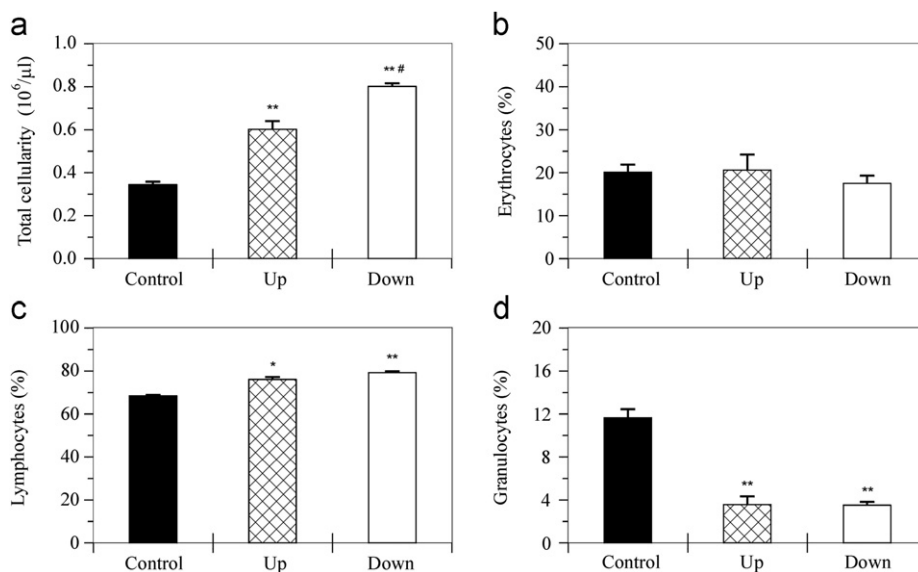 a
Total cellularity (10⁶/µl)
1.0
0.8
0.6
0.4
0.2
0.0
**
** #
Control Up Down
b
Erythrocytes (%)
50
40
30
20
10
0
Control Up Down
c
Lymphocytes (%)
100
80
60
40
20
0
*
**
Control Up Down
d
Granulocytes (%)
20
16
12
8
4
0
**
**
Control Up Down